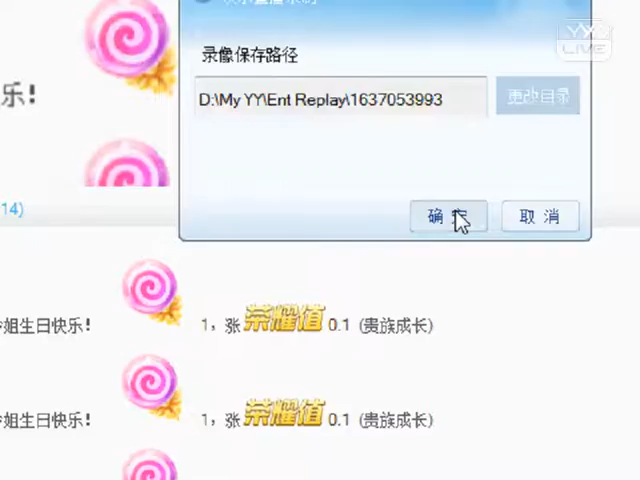 YY
LIVE
录像保存路径
乐!
D:\My YY\Ent Replay\1637053993
更改目录
14)
确 定
取 消
姐生日快乐!
1，张 荣耀值 0.1 (贵族成长)
姐生日快乐!
1，张 荣耀值 0.1 (贵族成长)